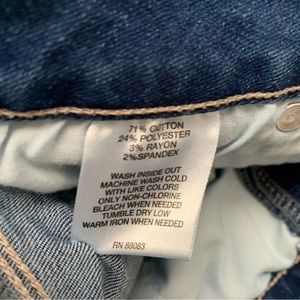 71% COTTON
24% POLYESTER
3% RAYON
2% SPANDEX
WASH INSIDE OUT
MACHINE WASH COLD
WITH LIKE COLORS
ONLY NON-CHLORINE
BLEACH WHEN NEEDED
TUMBLE DRY LOW
WARM IRON WHEN NEEDED
RN 68083